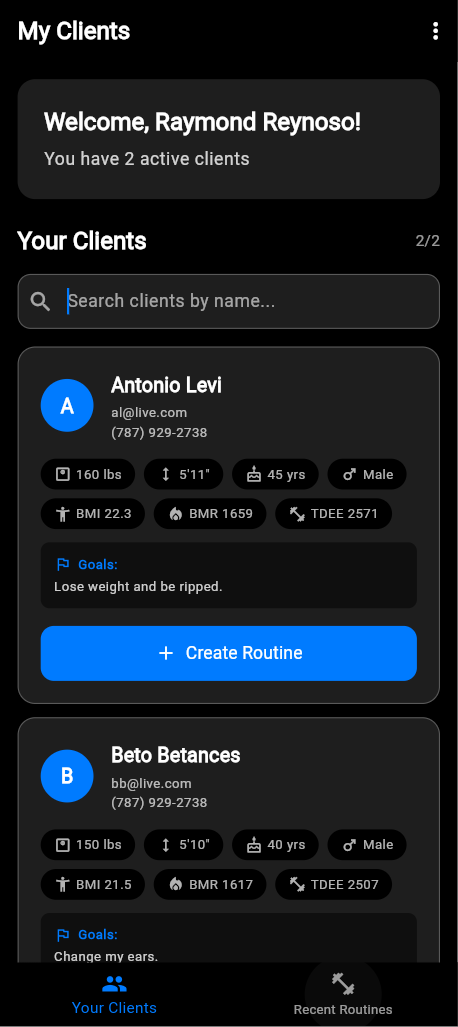 My Clients
Welcome, Raymond Reynoso!
You have 2 active clients
Your Clients
2/2
Search clients by name...
A
Antonio Levi
al@live.com
(787) 929-2738
160 lbs
5'11"
45 yrs
Male
BMI 22.3
BMR 1659
TDEE 2571
Goals:
Lose weight and be ripped.
+ Create Routine
B
Beto Betances
bb@live.com
(787) 929-2738
150 lbs
5'10"
40 yrs
Male
BMI 21.5
BMR 1617
TDEE 2507
Goals:
Change my ears.
Your Clients
Recent Routines